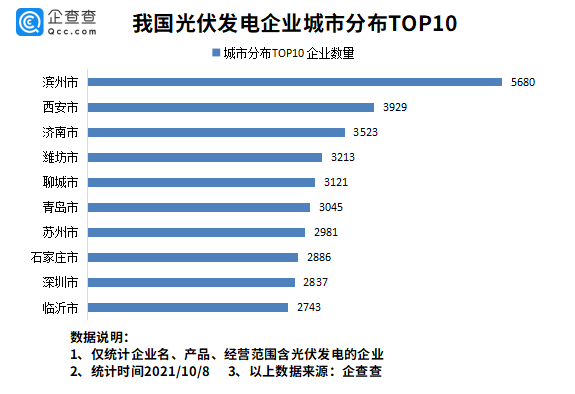 企查查
Qcc.com
我国光伏发电企业城市分布TOP10
城市分布TOP10 企业数量
滨州市 5680
西安市 3929
济南市 3523
潍坊市 3213
聊城市 3121
青岛市 3045
苏州市 2981
石家庄市 2886
深圳市 2837
临沂市 2743
数据说明：
1、仅统计企业名、产品、经营范围含光伏发电的企业
2、统计时间2021/10/8 3、以上数据来源：企查查